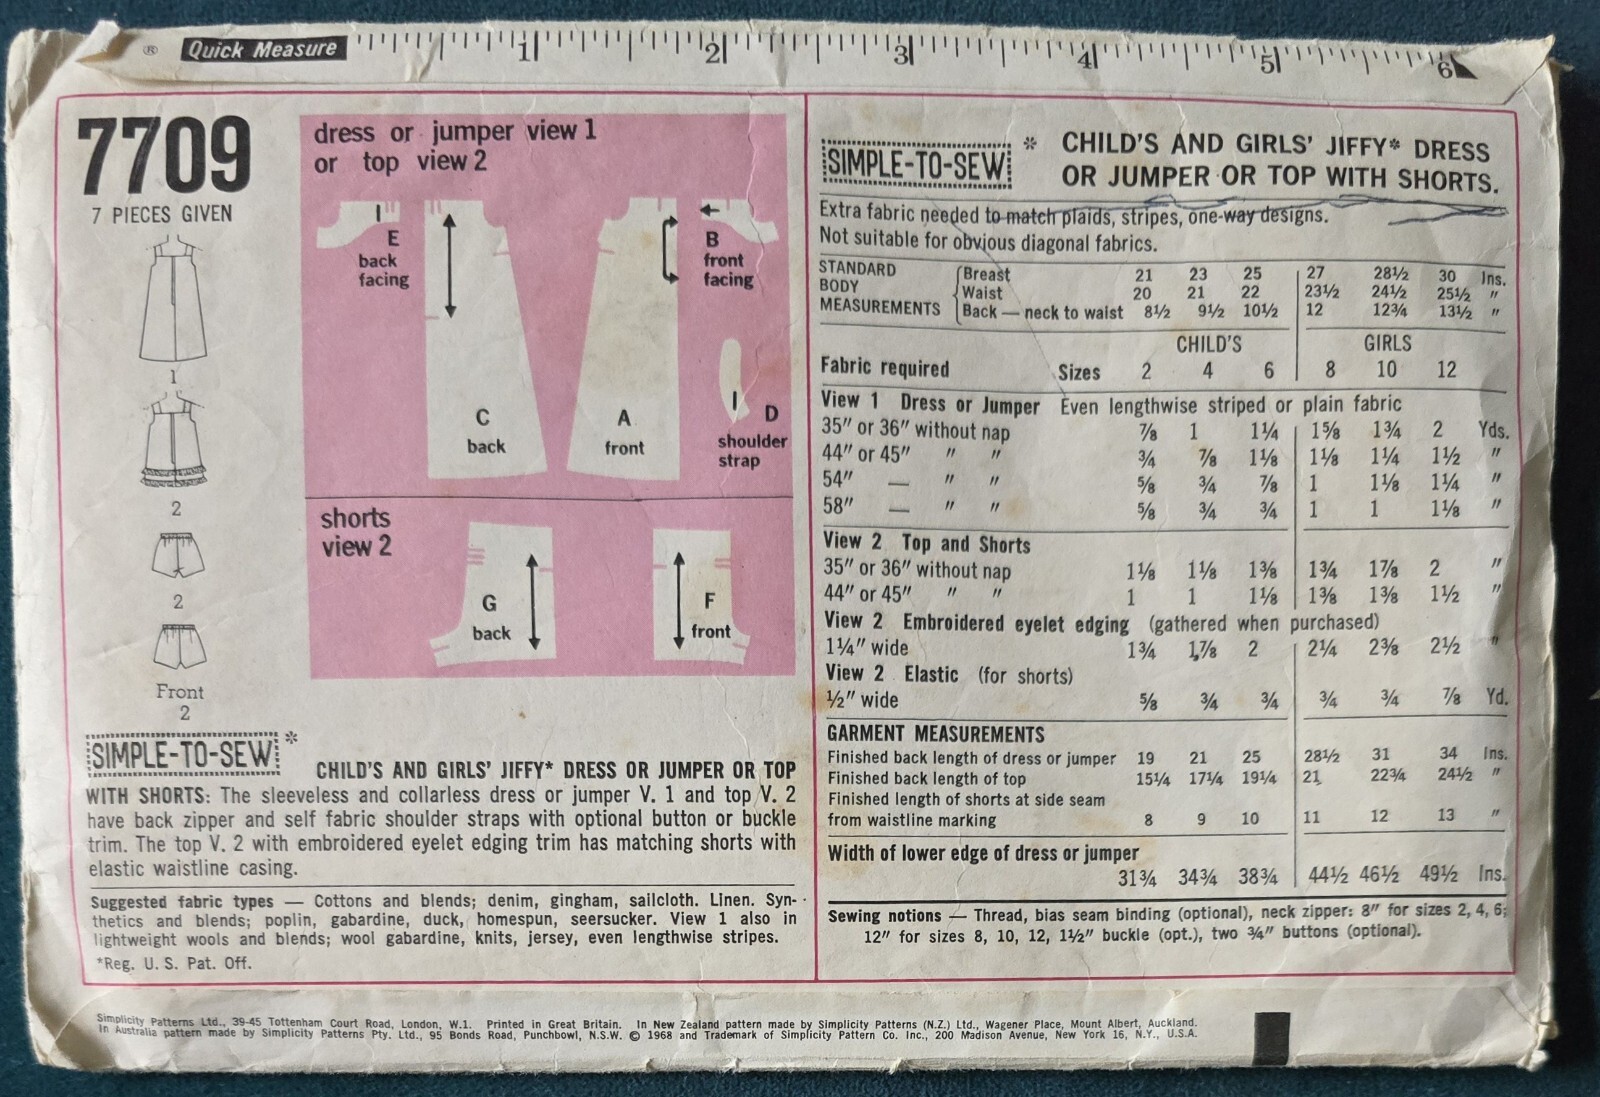 ® Quick Measure 1 2 3 4 5 6
7709
7 PIECES GIVEN
1
2
2
Front
2
dress or jumper view 1
or top view 2
E
back
facing
C
back
A
front
B
front
facing
D
shoulder
strap
shorts
view 2
G
back
F
front
SIMPLE-TO-SEW*
CHILD'S AND GIRLS' JIFFY* DRESS OR JUMPER OR TOP
WITH SHORTS: The sleeveless and collarless dress or jumper V. 1 and top V. 2
have back zipper and self fabric shoulder straps with optional button or buckle
trim. The top V. 2 with embroidered eyelet edging trim has matching shorts with
elastic waistline casing.
Suggested fabric types — Cottons and blends; denim, gingham, sailcloth. Linen. Syn-
thetics and blends; poplin, gabardine, duck, homespun, seersucker. View 1 also in
lightweight wools and blends; wool gabardine, knits, jersey, even lengthwise stripes.
*Reg. U. S. Pat. Off.
SIMPLE-TO-SEW * CHILD'S AND GIRLS' JIFFY* DRESS
OR JUMPER OR TOP WITH SHORTS.
Extra fabric needed to match plaids, stripes, one-way designs.
Not suitable for obvious diagonal fabrics.
STANDARD BODY MEASUREMENTS
Breast 21 23 25 27 28½ 30 Ins.
Waist 20 21 22 23½ 24½ 25½ "
Back — neck to waist 8½ 9½ 10½ 12 12¾ 13½ "
CHILD'S GIRLS
Fabric required Sizes 2 4 6 8 10 12
View 1 Dress or Jumper Even lengthwise striped or plain fabric
35" or 36" without nap ⅞ 1 1¼ 1⅝ 1¾ 2 Yds.
44" or 45" " " ¾ ⅞ 1⅛ 1⅛ 1¼ 1½ "
54" — " " ⅝ ¾ ⅞ 1 1⅛ 1¼ "
58" — " " ⅝ ¾ ¾ 1 1 1⅛ "
View 2 Top and Shorts
35" or 36" without nap 1⅛ 1⅛ 1⅜ 1¾ 1⅞ 2 "
44" or 45" " " 1 1 1⅛ 1⅜ 1⅜ 1½ "
View 2 Embroidered eyelet edging (gathered when purchased)
1¼" wide 1¾ 1⅞ 2 2¼ 2⅜ 2½ "
View 2 Elastic (for shorts)
½" wide ⅝ ¾ ¾ ¾ ¾ ⅞ Yd.
GARMENT MEASUREMENTS
Finished back length of dress or jumper 19 21 25 28½ 31 34 Ins.
Finished back length of top 15¼ 17¼ 19¼ 21 22¾ 24½ "
Finished length of shorts at side seam
from waistline marking 8 9 10 11 12 13 "
Width of lower edge of dress or jumper
31¾ 34¾ 38¾ 44½ 46½ 49½ Ins.
Sewing notions — Thread, bias seam binding (optional), neck zipper: 8" for sizes 2, 4, 6;
12" for sizes 8, 10, 12, 1½" buckle (opt.), two ¾" buttons (optional).
Simplicity Patterns Ltd., 39-45 Tottenham Court Road, London, W.1. Printed in Great Britain. In New Zealand pattern made by Simplicity Patterns (N.Z.) Ltd., Wagener Place, Mount Albert, Auckland.
In Australia pattern made by Simplicity Patterns Pty. Ltd., 95 Bonds Road, Punchbowl, N.S.W. © 1968 and Trademark of Simplicity Pattern Co. Inc., 200 Madison Avenue, New York 16, N.Y., U.S.A.